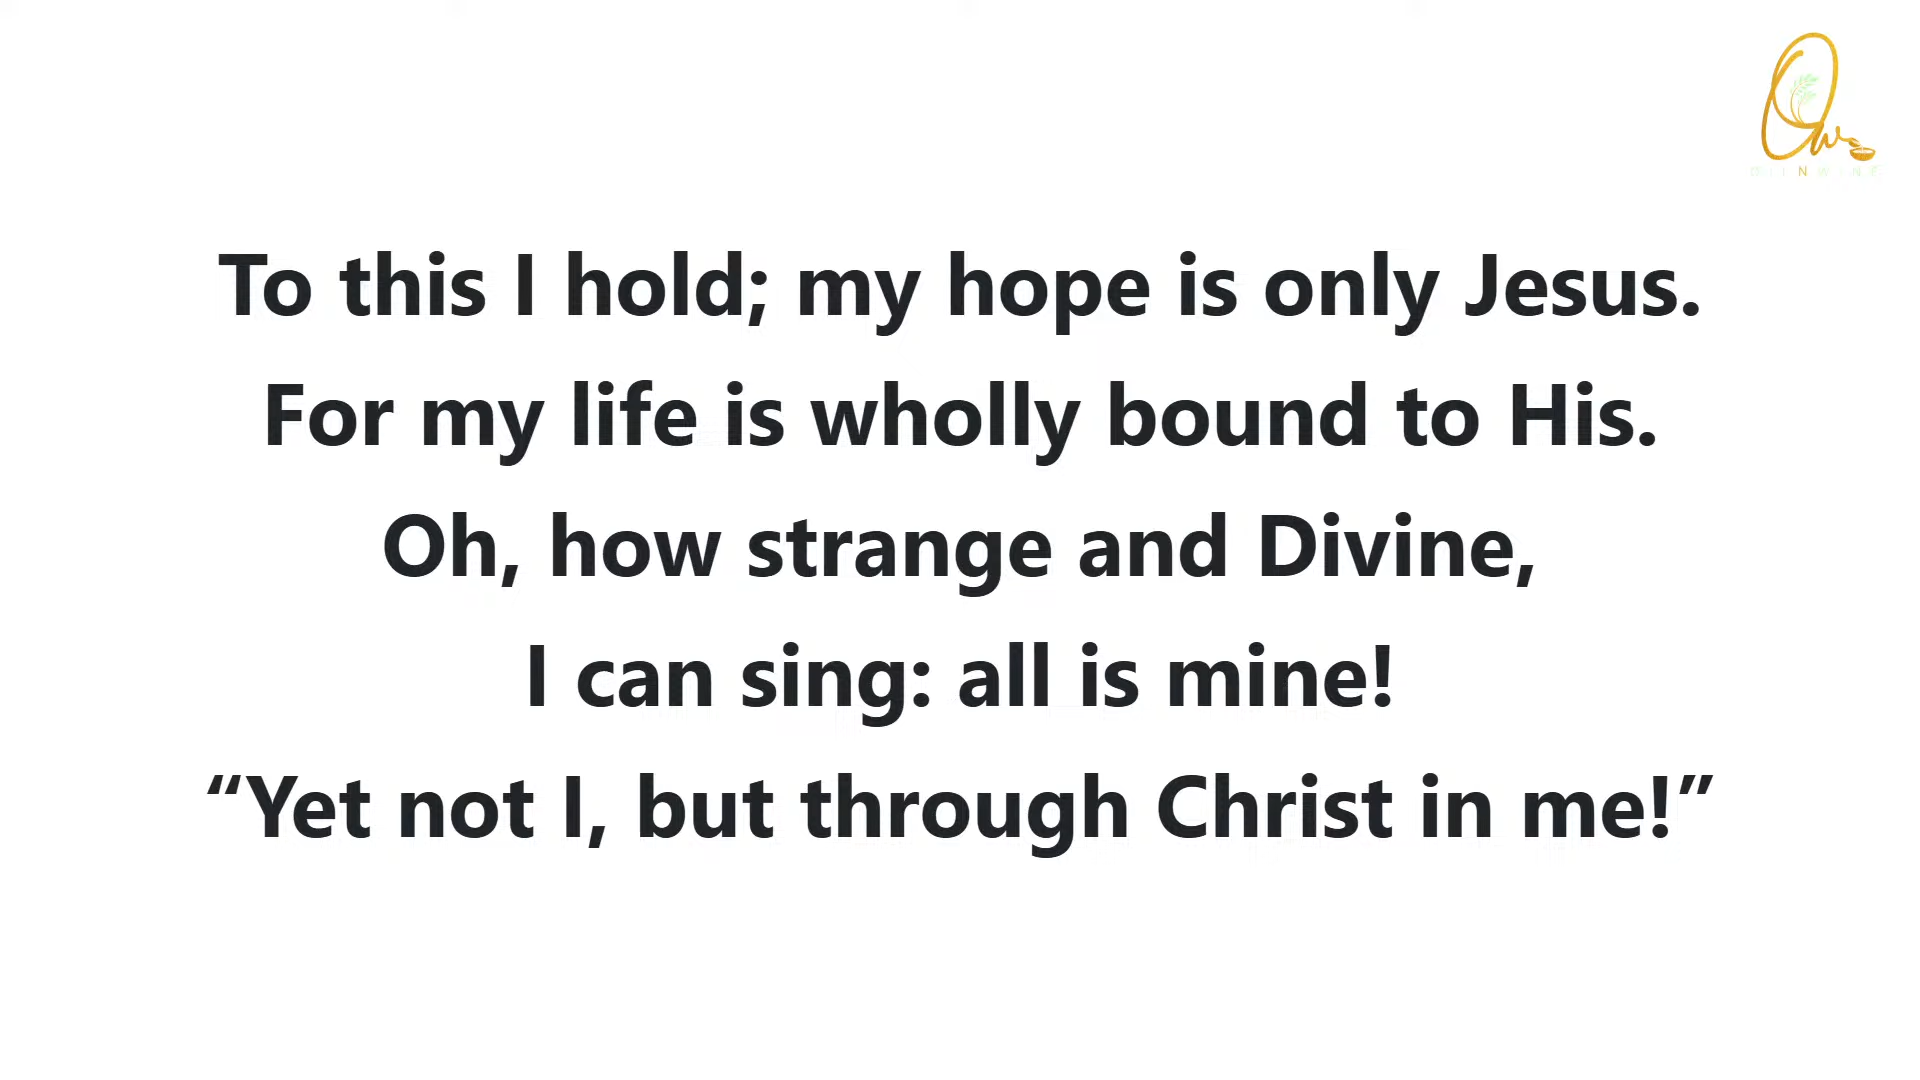 To this I hold; my hope is only Jesus.
For my life is wholly bound to His.
Oh, how strange and Divine,
I can sing: all is mine!
“Yet not I, but through Christ in me!”